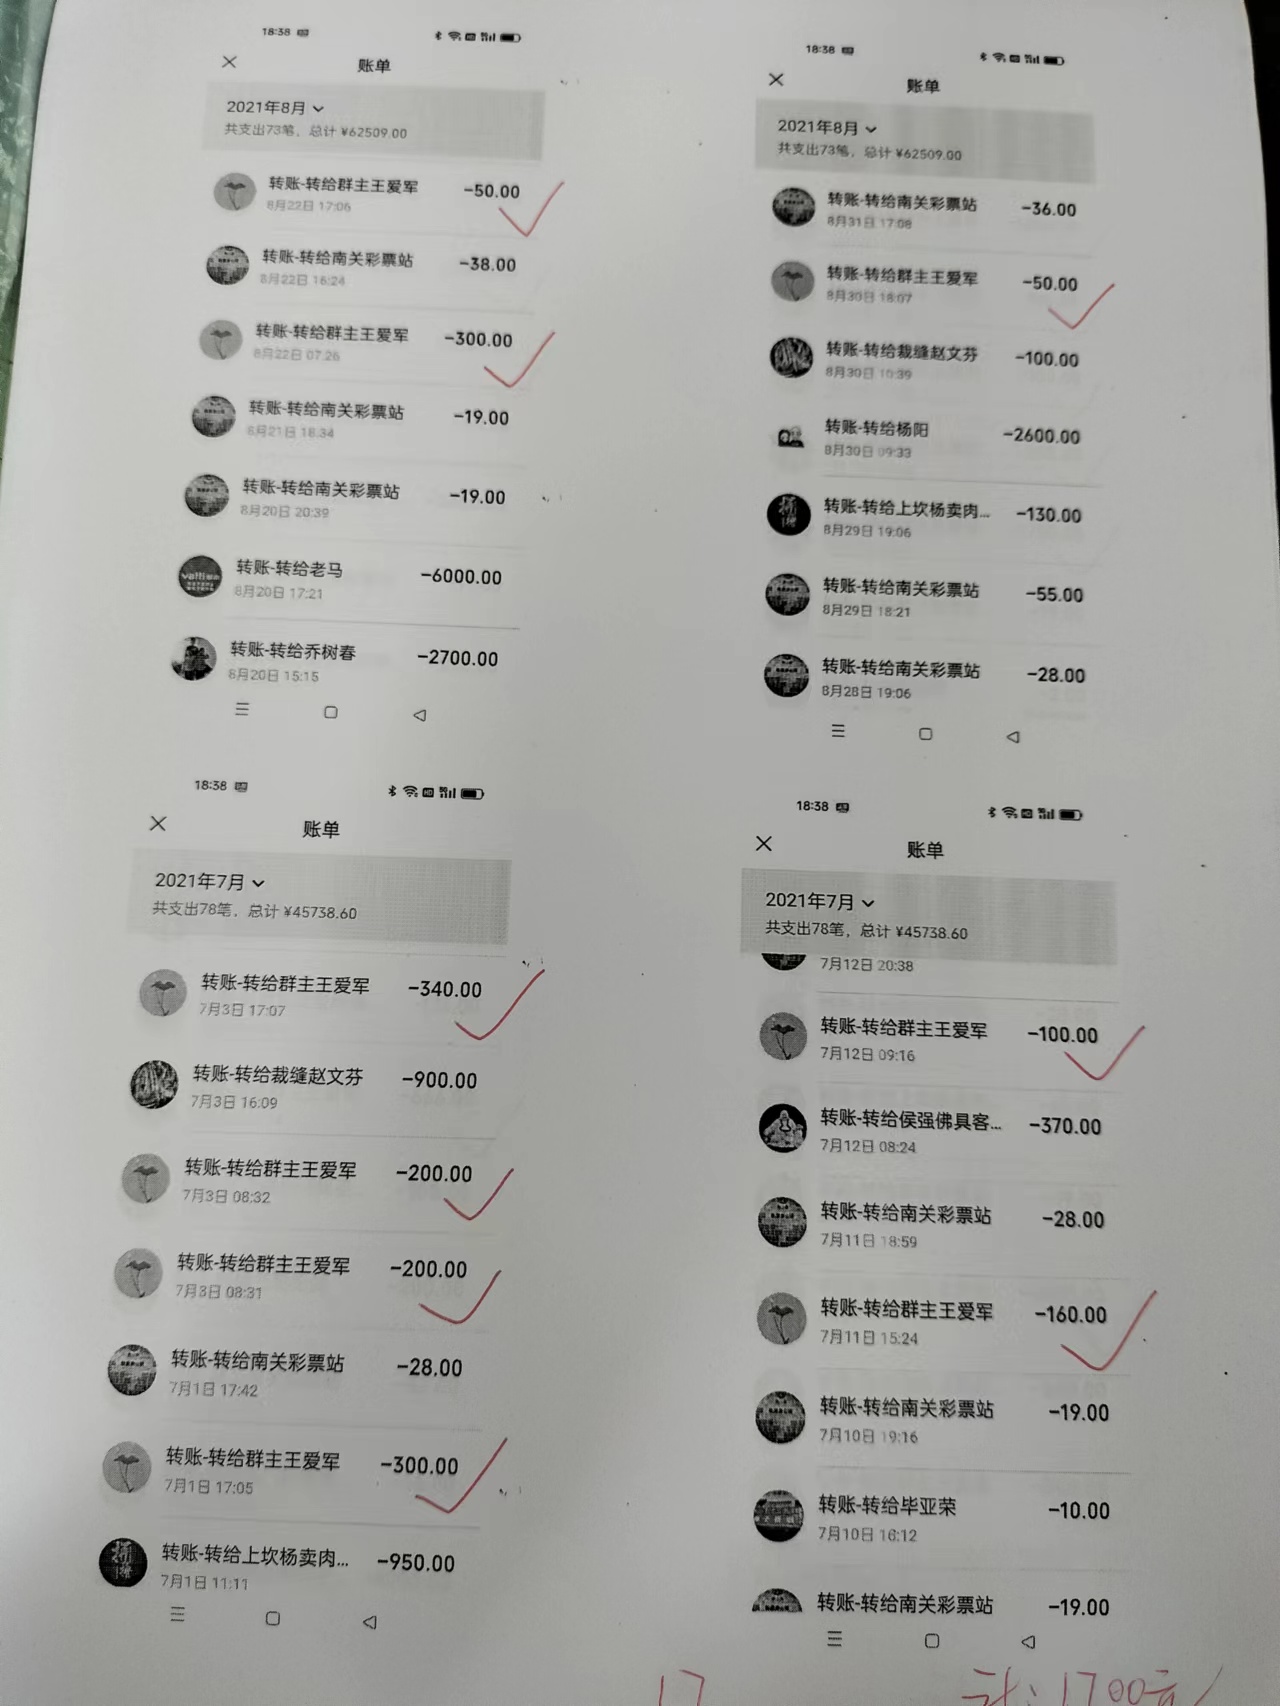 18:38
账单
2021年8月
共支出73笔，总计 ¥62509.00
转账-转给群主王爱军 -50.00
8月22日 17:06
转账-转给南关彩票站 -38.00
8月22日 16:24
转账-转给群主王爱军 -300.00
8月22日 07:26
转账-转给南关彩票站 -19.00
8月21日 18:34
转账-转给南关彩票站 -19.00
8月20日 20:39
转账-转给老马 -6000.00
8月20日 17:21
转账-转给乔树春 -2700.00
8月20日 15:15
18:38
账单
2021年8月
共支出73笔，总计 ¥62509.00
转账-转给南关彩票站 -36.00
8月31日 17:08
转账-转给群主王爱军 -50.00
8月30日 18:07
转账-转给裁缝赵文芬 -100.00
8月30日 10:39
转账-转给杨阳 -2600.00
8月30日 09:33
转账-转给上坎杨卖肉... -130.00
8月29日 19:06
转账-转给南关彩票站 -55.00
8月29日 18:21
转账-转给南关彩票站 -28.00
8月28日 19:06
18:38
账单
2021年7月
共支出78笔，总计 ¥45738.60
转账-转给群主王爱军 -340.00
7月3日 17:07
转账-转给裁缝赵文芬 -900.00
7月3日 16:09
转账-转给群主王爱军 -200.00
7月3日 08:32
转账-转给群主王爱军 -200.00
7月3日 08:31
转账-转给南关彩票站 -28.00
7月1日 17:42
转账-转给群主王爱军 -300.00
7月1日 17:05
转账-转给上坎杨卖肉... -950.00
7月1日 11:11
18:38
账单
2021年7月
共支出78笔，总计 ¥45738.60
7月12日 20:38
转账-转给群主王爱军 -100.00
7月12日 09:16
转账-转给侯强佛具客... -370.00
7月12日 08:24
转账-转给南关彩票站 -28.00
7月11日 18:59
转账-转给群主王爱军 -160.00
7月11日 15:24
转账-转给南关彩票站 -19.00
7月10日 19:16
转账-转给毕亚荣 -10.00
7月10日 16:12
转账-转给南关彩票站 -19.00
17 计：1700元